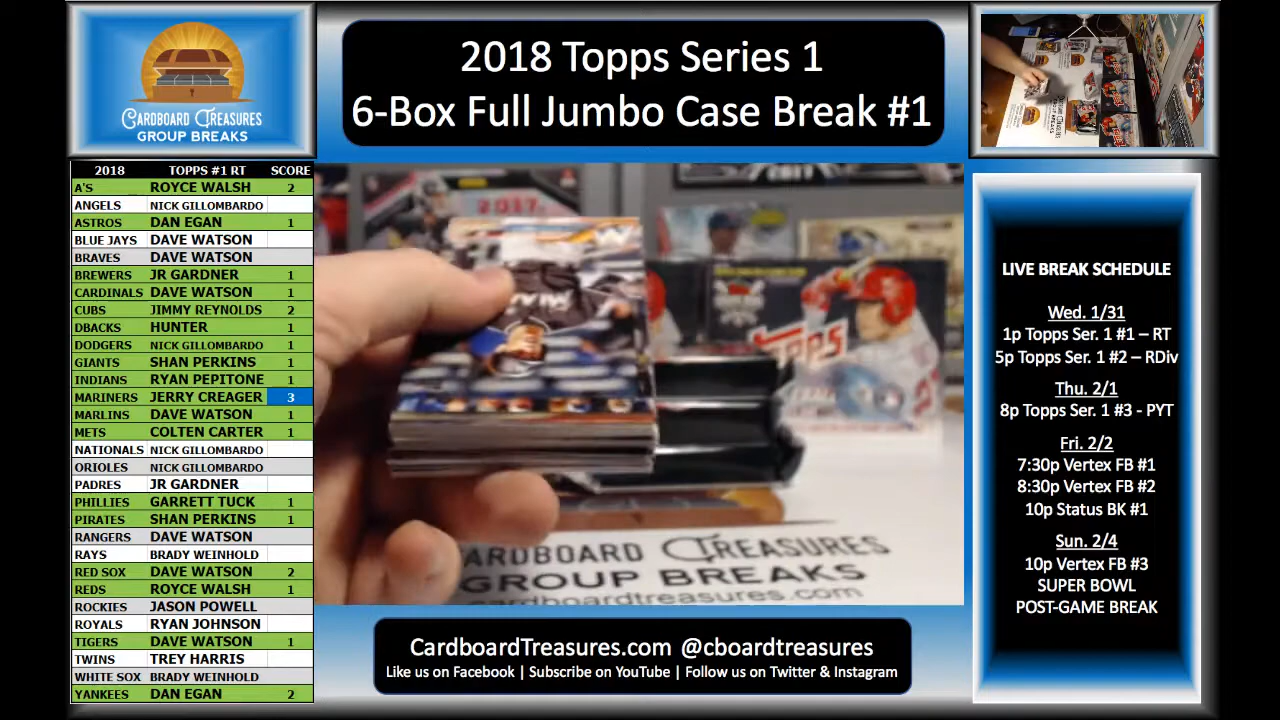 CARDBOARD TREASURES
GROUP BREAKS
2018 Topps Series 1
6-Box Full Jumbo Case Break #1
2018 TOPPS #1 RT SCORE
A'S ROYCE WALSH 2
ANGELS NICK GILLOMBARDO
ASTROS DAN EGAN 1
BLUE JAYS DAVE WATSON
BRAVES DAVE WATSON
BREWERS JR GARDNER 1
CARDINALS DAVE WATSON 1
CUBS JIMMY REYNOLDS 2
DBACKS HUNTER 1
DODGERS NICK GILLOMBARDO 1
GIANTS SHAN PERKINS 1
INDIANS RYAN PEPITONE 1
MARINERS JERRY CREAGER 3
MARLINS DAVE WATSON 1
METS COLTEN CARTER 1
NATIONALS NICK GILLOMBARDO
ORIOLES NICK GILLOMBARDO
PADRES JR GARDNER
PHILLIES GARRETT TUCK 1
PIRATES SHAN PERKINS 1
RANGERS DAVE WATSON
RAYS BRADY WEINHOLD
RED SOX DAVE WATSON 2
REDS ROYCE WALSH 1
ROCKIES JASON POWELL
ROYALS RYAN JOHNSON
TIGERS DAVE WATSON 1
TWINS TREY HARRIS
WHITE SOX BRADY WEINHOLD
YANKEES DAN EGAN 2
2017
TOPPS
CARDBOARD TREASURES
GROUP BREAKS
cardboardtreasures.com
CardboardTreasures.com @cboardtreasures
Like us on Facebook | Subscribe on YouTube | Follow us on Twitter & Instagram
LIVE BREAK SCHEDULE
Wed. 1/31
1p Topps Ser. 1 #1 – RT
5p Topps Ser. 1 #2 – RDiv
Thu. 2/1
8p Topps Ser. 1 #3 - PYT
Fri. 2/2
7:30p Vertex FB #1
8:30p Vertex FB #2
10p Status BK #1
Sun. 2/4
10p Vertex FB #3
SUPER BOWL
POST-GAME BREAK